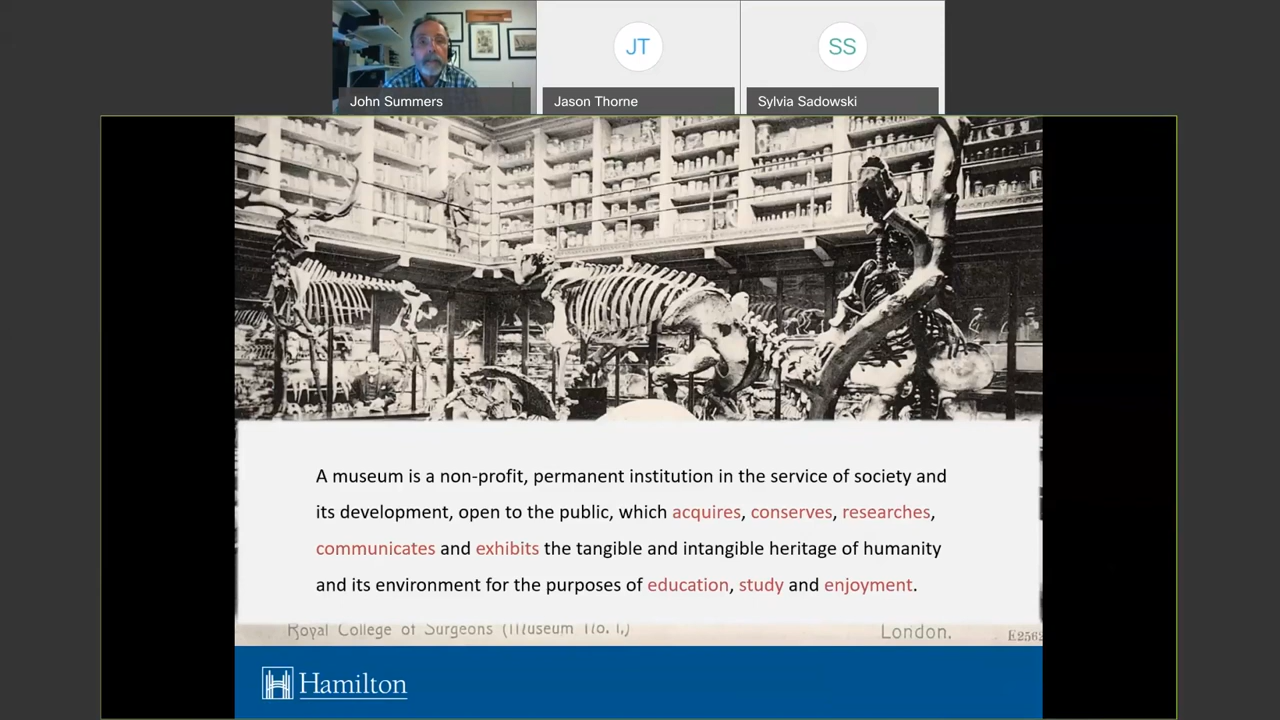 JT
SS
John Summers
Jason Thorne
Sylvia Sadowski
A museum is a non-profit, permanent institution in the service of society and
its development, open to the public, which acquires, conserves, researches,
communicates and exhibits the tangible and intangible heritage of humanity
and its environment for the purposes of education, study and enjoyment.
Royal College of Surgeons (Museum No. 1,)
London.
E2562
Hamilton